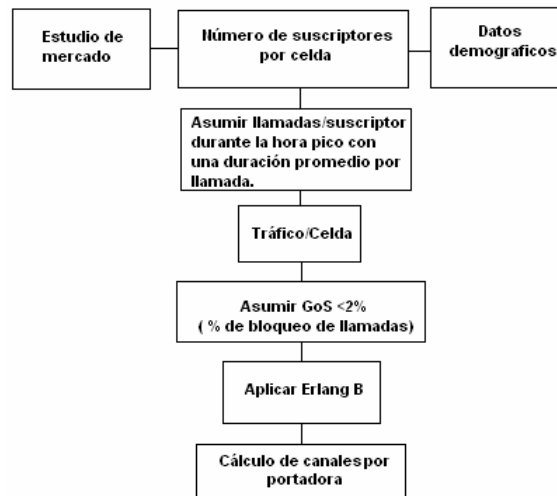 Estudio de
mercado
Número de suscriptores
por celda
Datos
demograficos
Asumir llamadas/suscriptor
durante la hora pico con
una duración promedio por
llamada.
Tráfico/Celda
Asumir GoS <2%
( % de bloqueo de llamadas)
Aplicar Erlang B
Cálculo de canales por
portadora